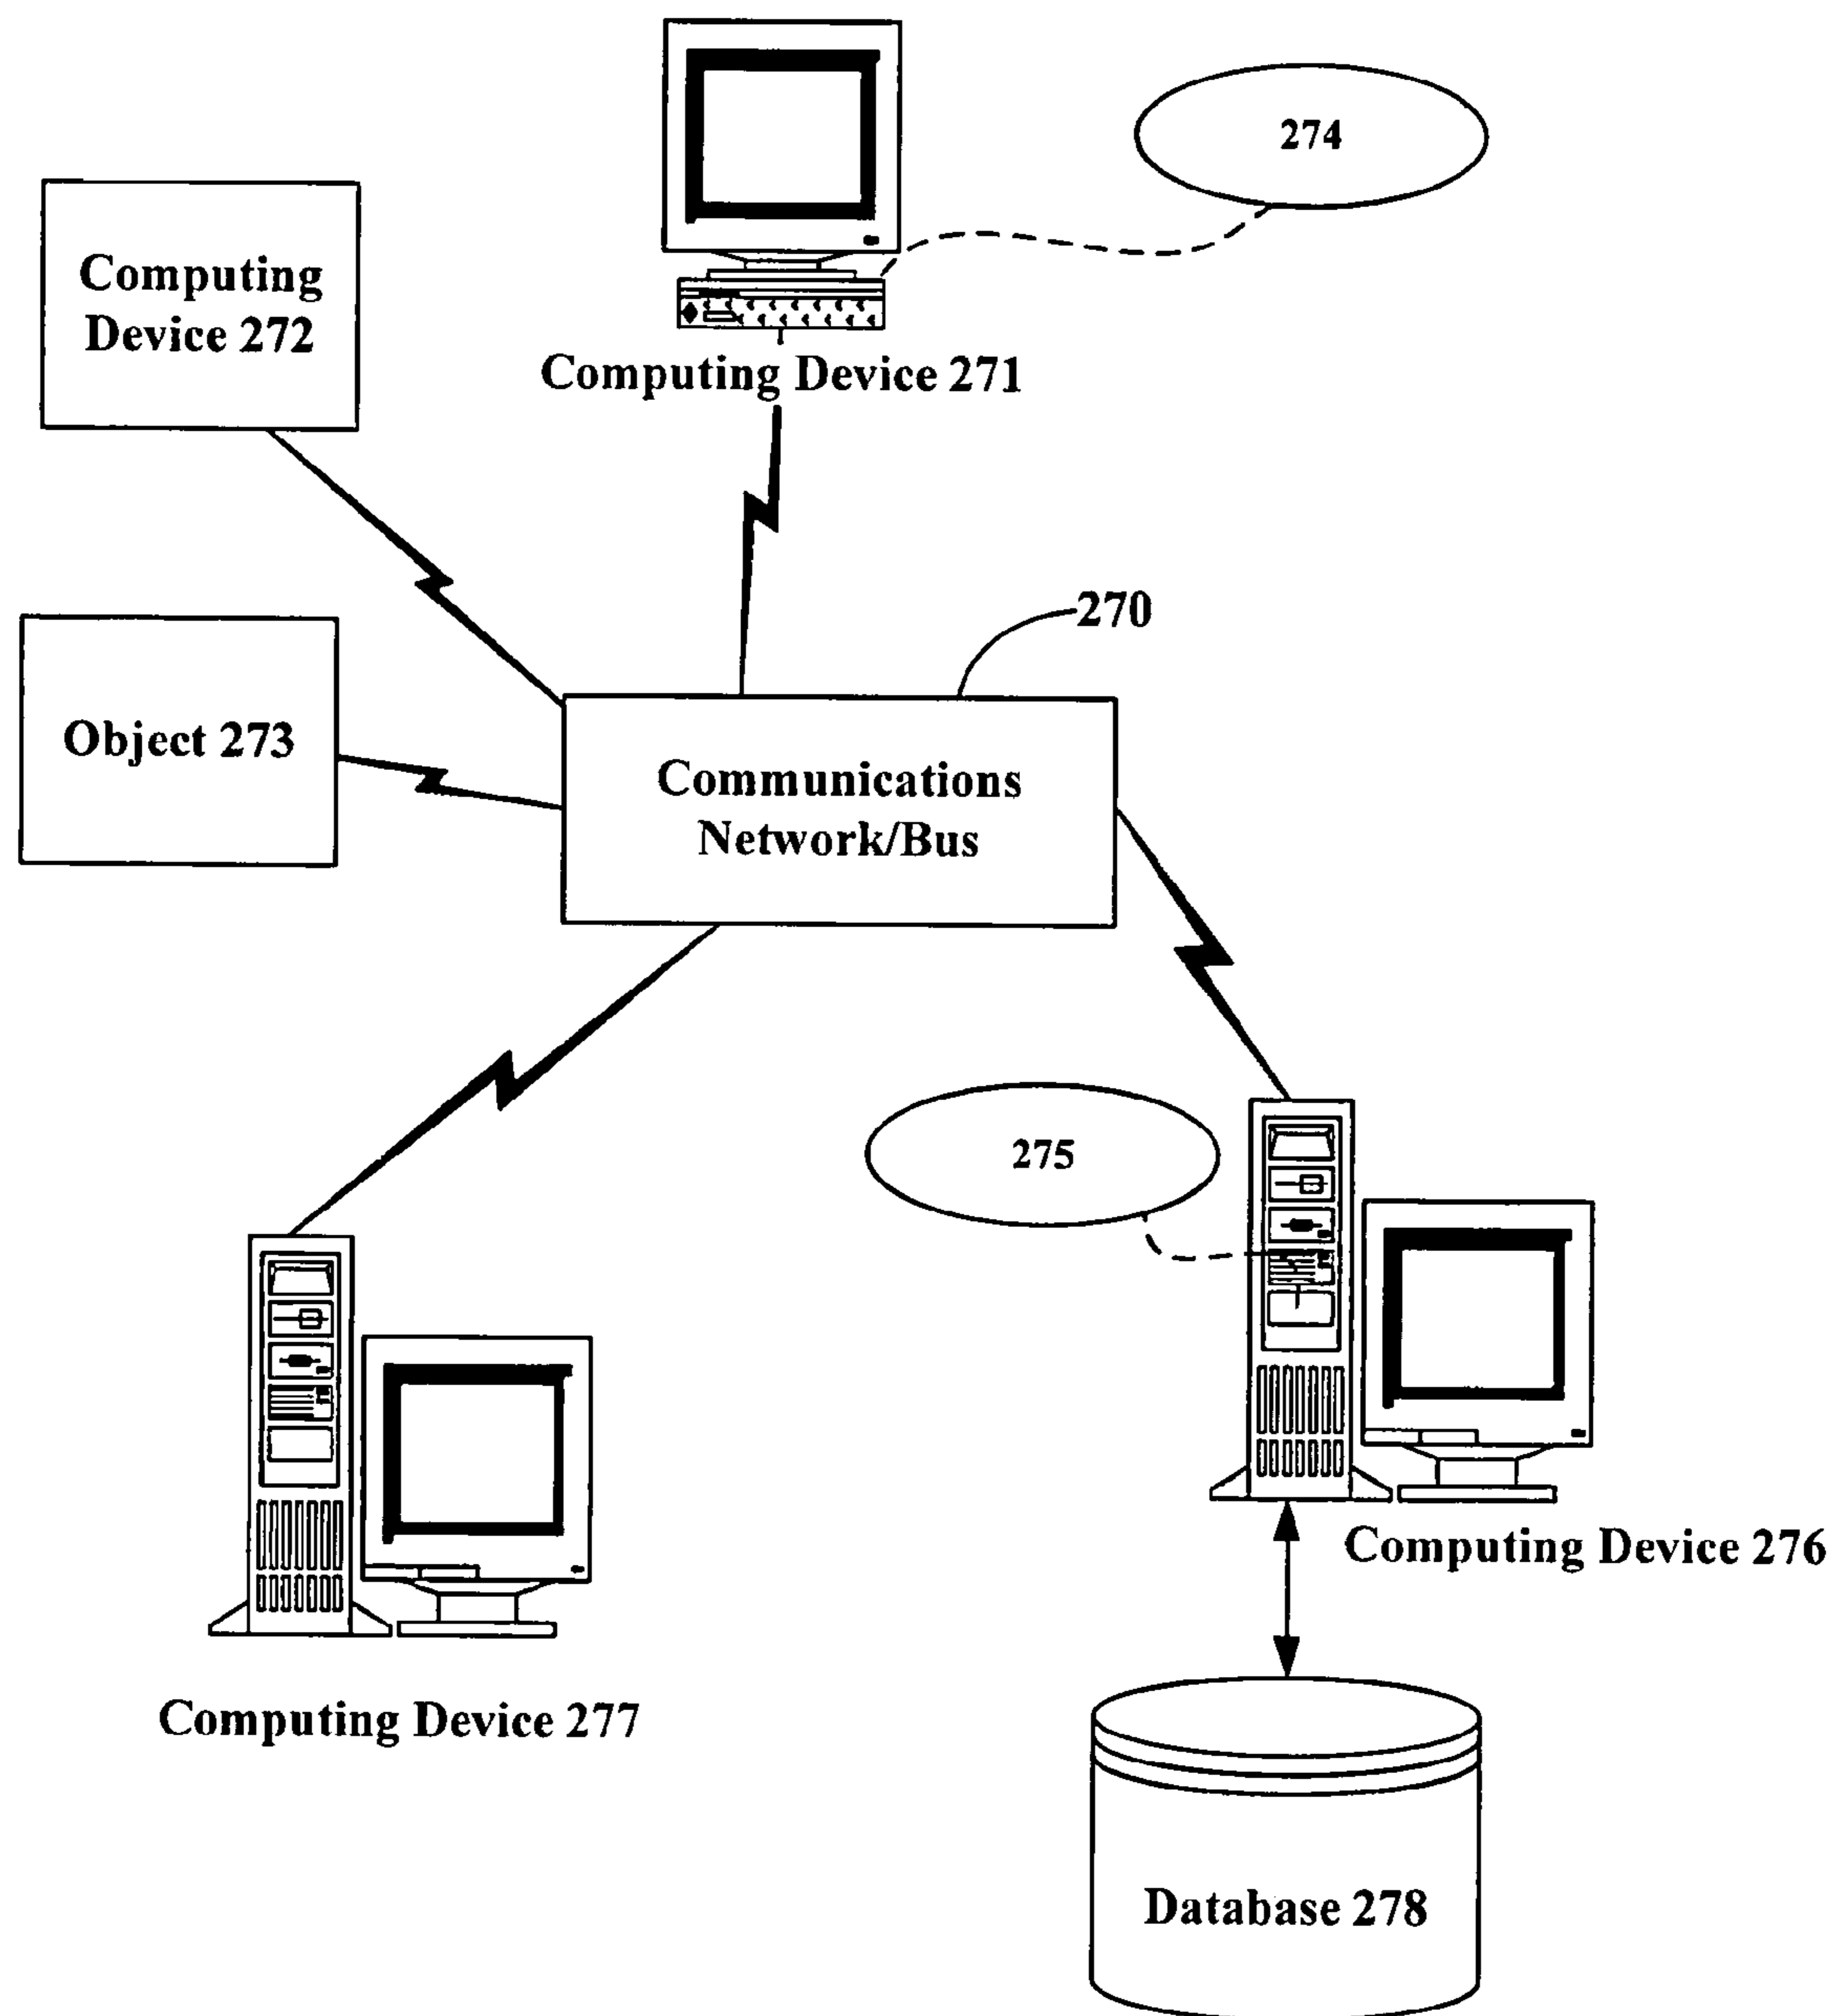 274
Computing
Device 272
Computing Device 271
270
Object 273
Communications
Network/Bus
275
Computing Device 276
Computing Device 277
Database 278